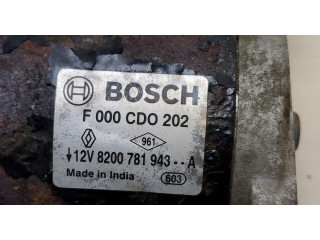 BOSCH
F 000 CDO 202
961
12V 8200 781 943 - - A
Made in India 603